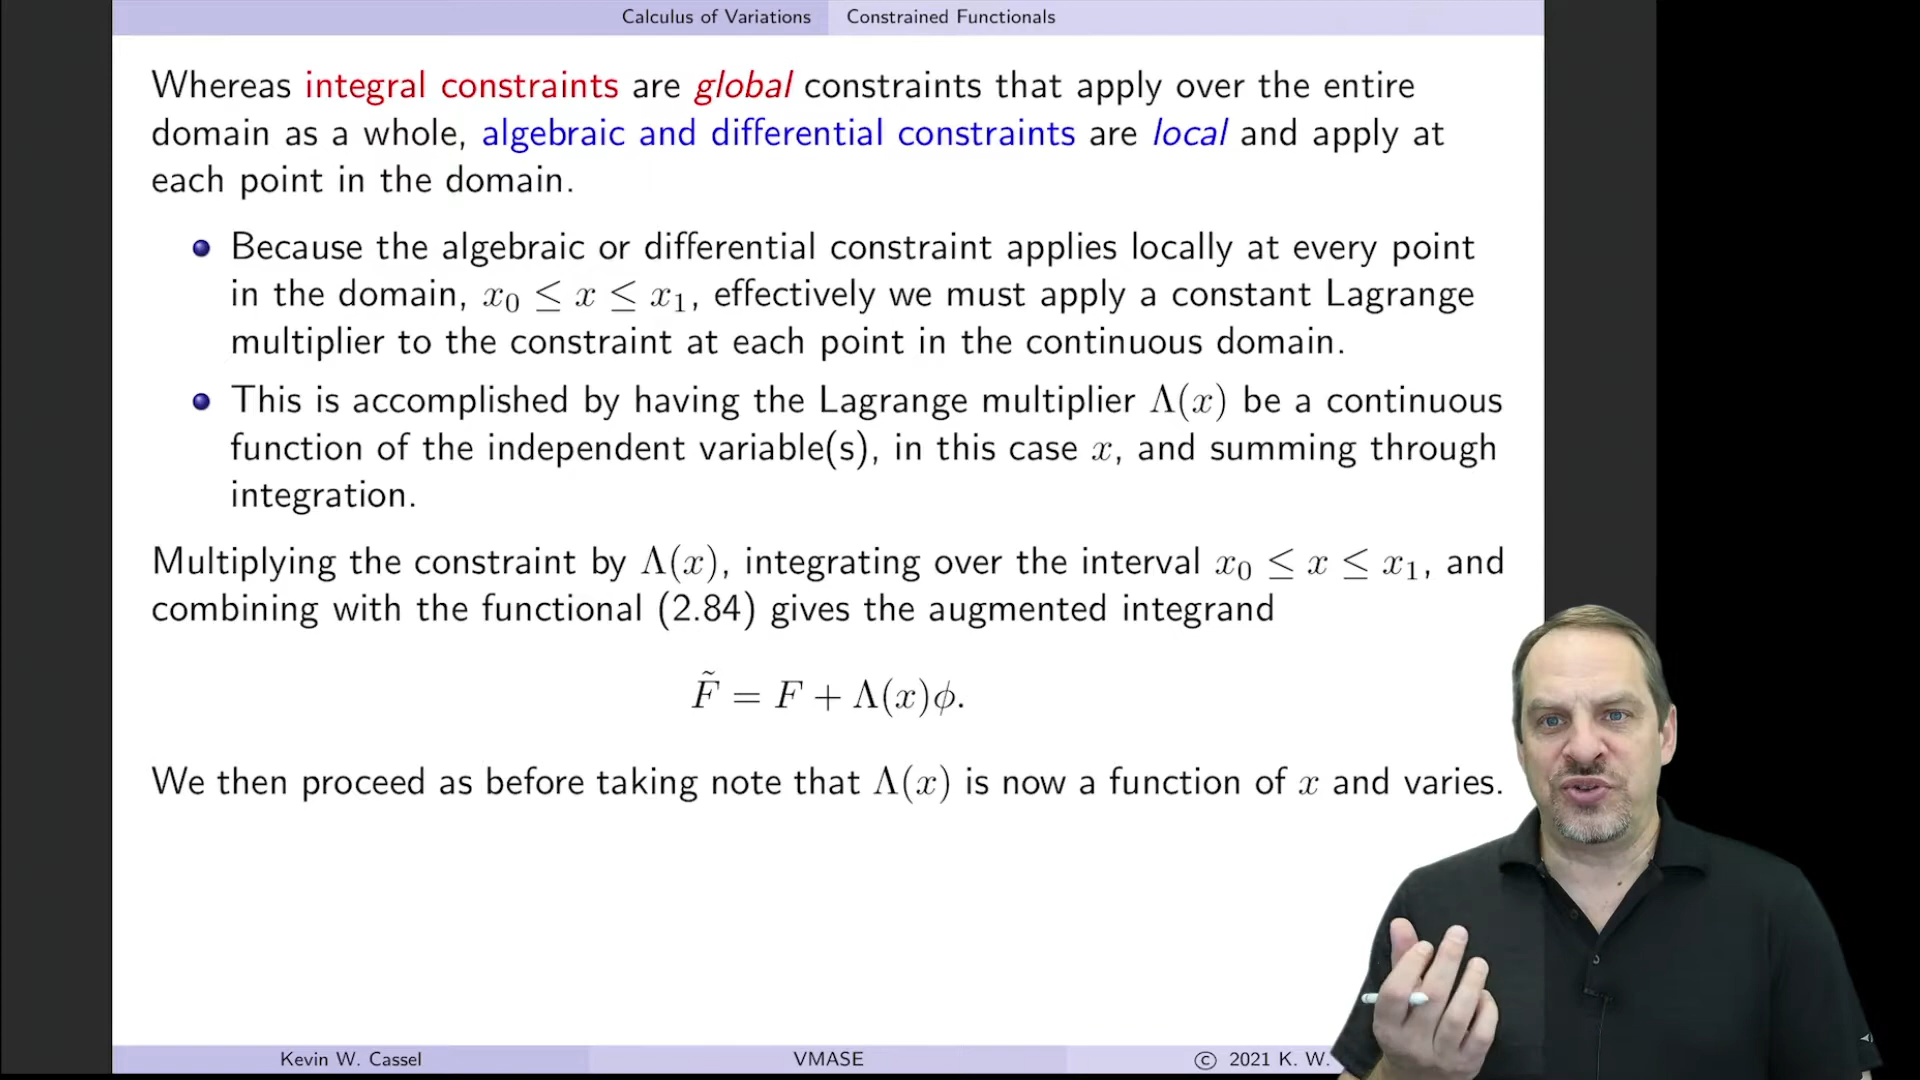 Calculus of Variations Constrained Functionals
Whereas integral constraints are global constraints that apply over the entire
domain as a whole, algebraic and differential constraints are local and apply at
each point in the domain.
Because the algebraic or differential constraint applies locally at every point
in the domain, x₀ ≤ x ≤ x₁, effectively we must apply a constant Lagrange
multiplier to the constraint at each point in the continuous domain.
This is accomplished by having the Lagrange multiplier Λ(x) be a continuous
function of the independent variable(s), in this case x, and summing through
integration.
Multiplying the constraint by Λ(x), integrating over the interval x₀ ≤ x ≤ x₁, and
combining with the functional (2.84) gives the augmented integrand
F̃ = F + Λ(x)ϕ.
We then proceed as before taking note that Λ(x) is now a function of x and varies.
Kevin W. Cassel VMASE © 2021 K. W.